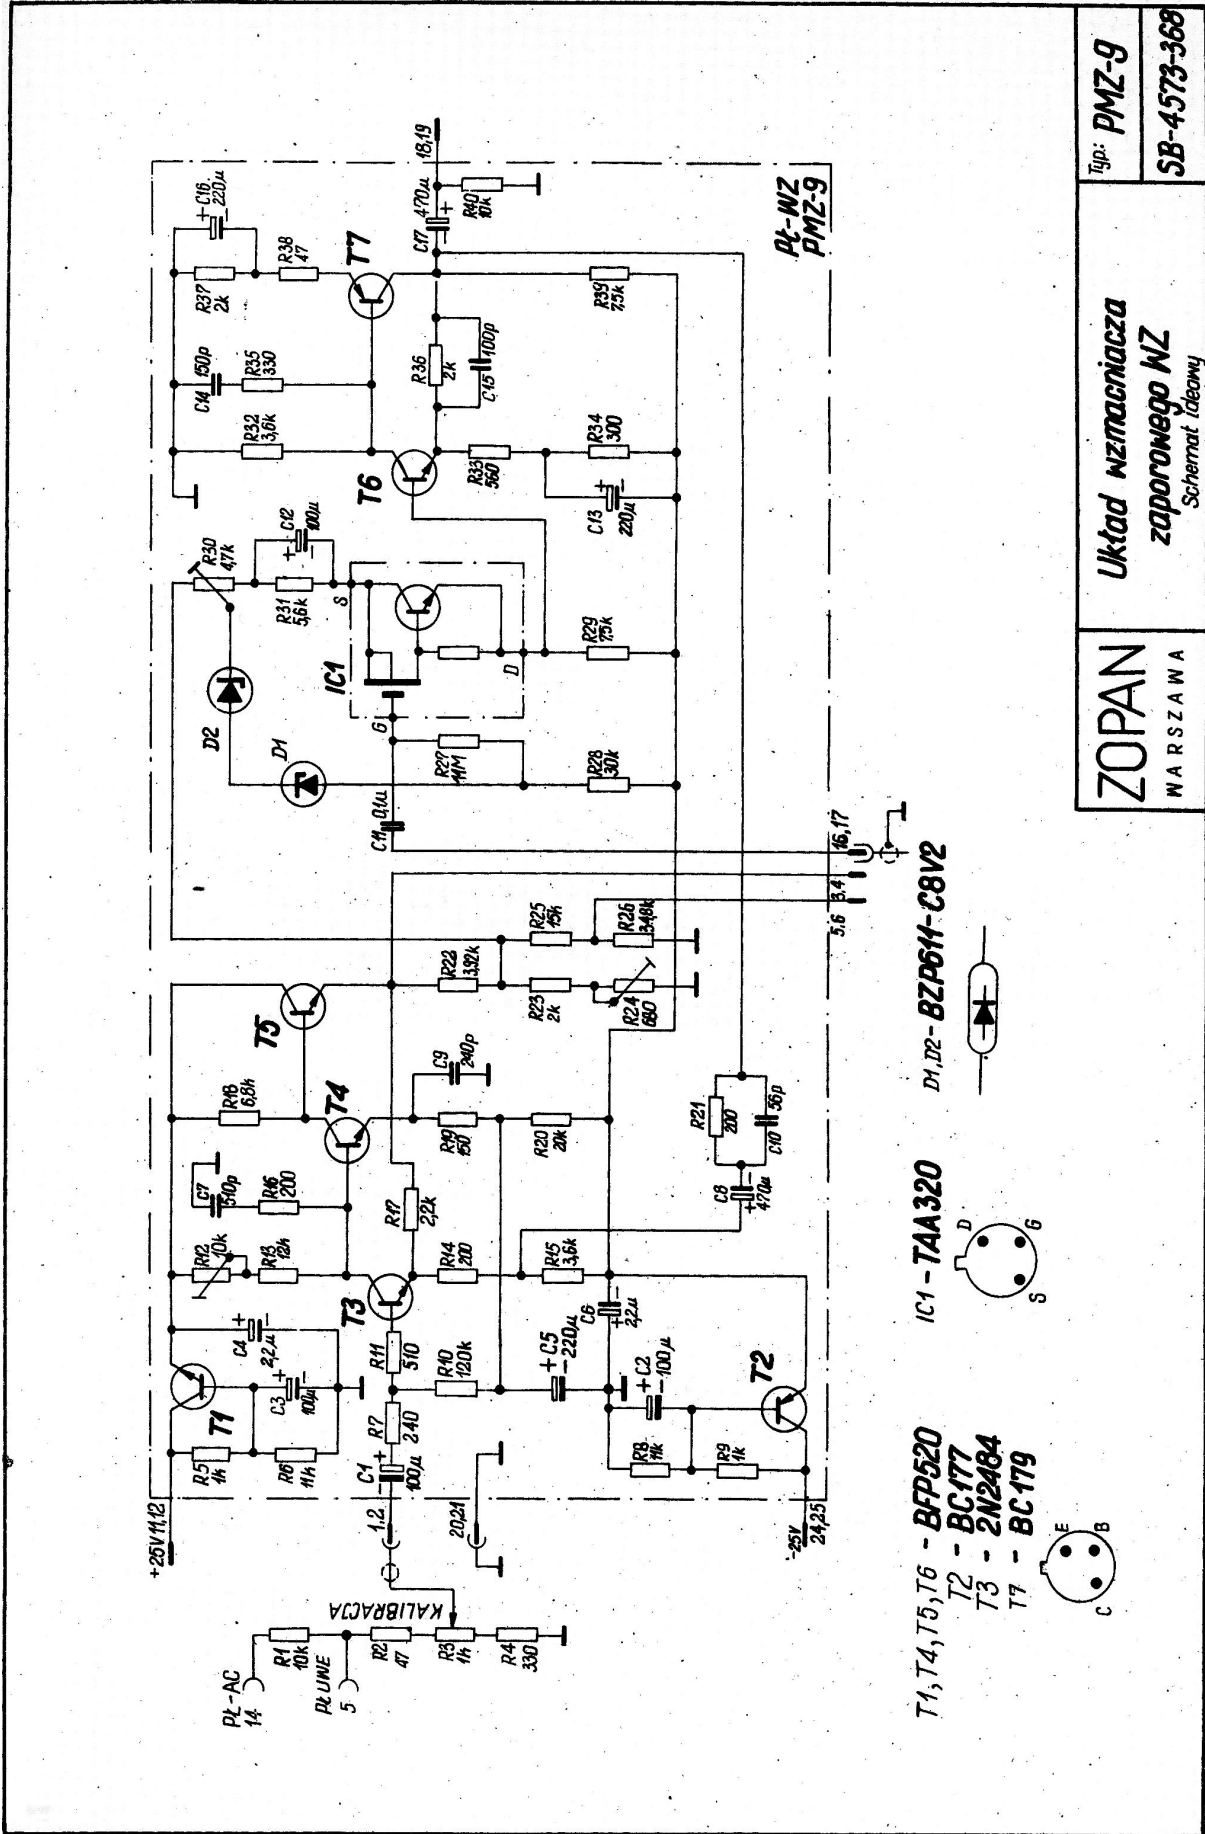 +25V 11,12
PŁ-AC
14
R1
10k
PŁ UWE
5
R2
47
KALIBRACJA
R3
1k
R4
330
1,2
20,21
-25V
24,25
R5
1k
T1
R6
11k
C3
100µ
C4
2,2µ
C1
100µ
R7
240
R11
510
R10
120k
C5
220µ
C6
2,2µ
C2
100µ
R8
11k
R9
1k
T2
R12
10k
R13
12k
C7
510p
R16
200
T3
R14
200
R15
3,6k
R17
2,2k
R18
6,8k
T4
T5
C9
240p
R19
150
R20
20k
R22
3,92k
R23
2k
R24
680
R25
15k
R26
348k
R21
200
C10
56p
C8
470µ
5,6
3,4
16,17
C11
0,1µ
D1
D2
R27
11M
R28
30k
R29
7,5k
R30
4,7k
R31
5,6k
C12
100µ
IC1
S
G
D
R32
3,6k
C14
150p
R35
330
T6
R33
560
R34
300
C13
220µ
R36
2k
C15
100p
R37
2k
R38
47
C16
220µ
T7
C17
470µ
R40
10k
R39
7,5k
18,19
PŁ-WZ
PMZ-9
T1, T4, T5, T6 - BFP520
T2 - BC177
T3 - 2N2484
T7 - BC179
C
E
B
IC1 - TAA320
D
S
G
D1, D2 - BZP611-C8V2
ZOPAN
WARSZAWA
Układ wzmacniacza
zaporowego WZ
Schemat ideowy
Typ: PMZ-9
SB-4573-368